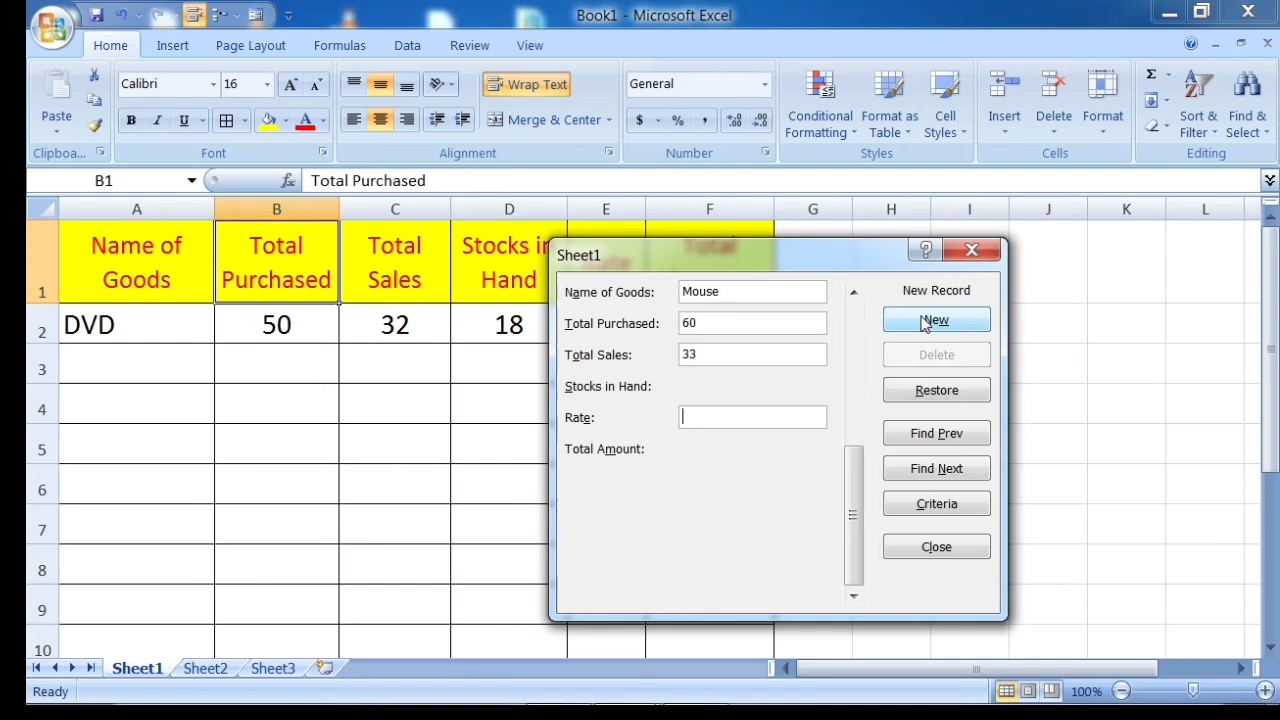 Book1 - Microsoft Excel
Home Insert Page Layout Formulas Data Review View
Paste
Calibri 16
B I U A A A
Wrap Text
Merge & Center
General
$ % ,
Conditional Formatting
Format as Table
Cell Styles
Insert Delete Format
Σ
Sort & Filter
Find & Select
Clipboa... Font Alignment Number Styles Cells Editing
B1 fx Total Purchased
A B C D E F G H I J K L
1 Name of Goods Total Purchased Total Sales Stocks in Hand Rate Total
2 DVD 50 32 18
3
4
5
6
7
8
9
10
Sheet1
Name of Goods: Mouse
Total Purchased: 60
Total Sales: 33
Stocks in Hand:
Rate:
Total Amount:
New Record
New
Delete
Restore
Find Prev
Find Next
Criteria
Close
Sheet1 Sheet2 Sheet3
Ready 100%